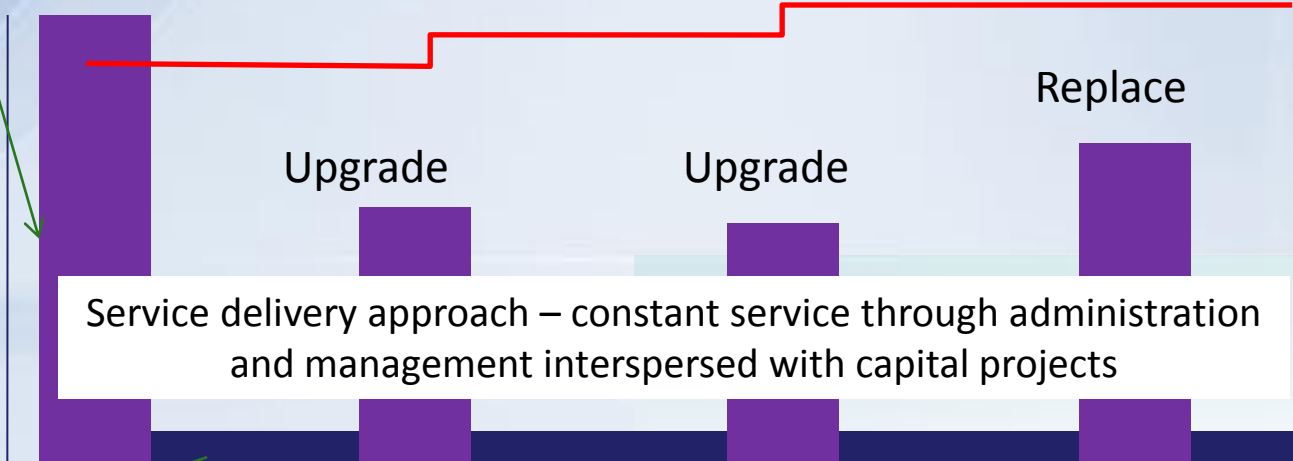 Replace
Upgrade
Upgrade
Service delivery approach – constant service through administration
and management interspersed with capital projects